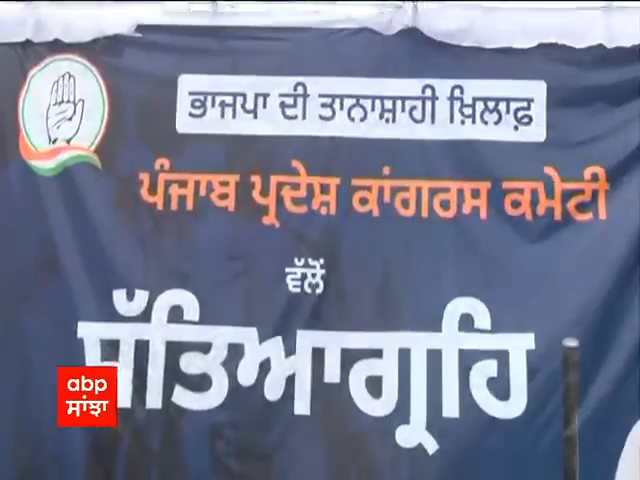 ਭਾਜਪਾ ਦੀ ਤਾਨਾਸ਼ਾਹੀ ਖ਼ਿਲਾਫ਼
ਪੰਜਾਬ ਪ੍ਰਦੇਸ਼ ਕਾਂਗਰਸ ਕਮੇਟੀ
ਵੱਲੋਂ
ਸੱਤਿਆਗ੍ਰਹਿ
abp
ਸਾਂਝਾ